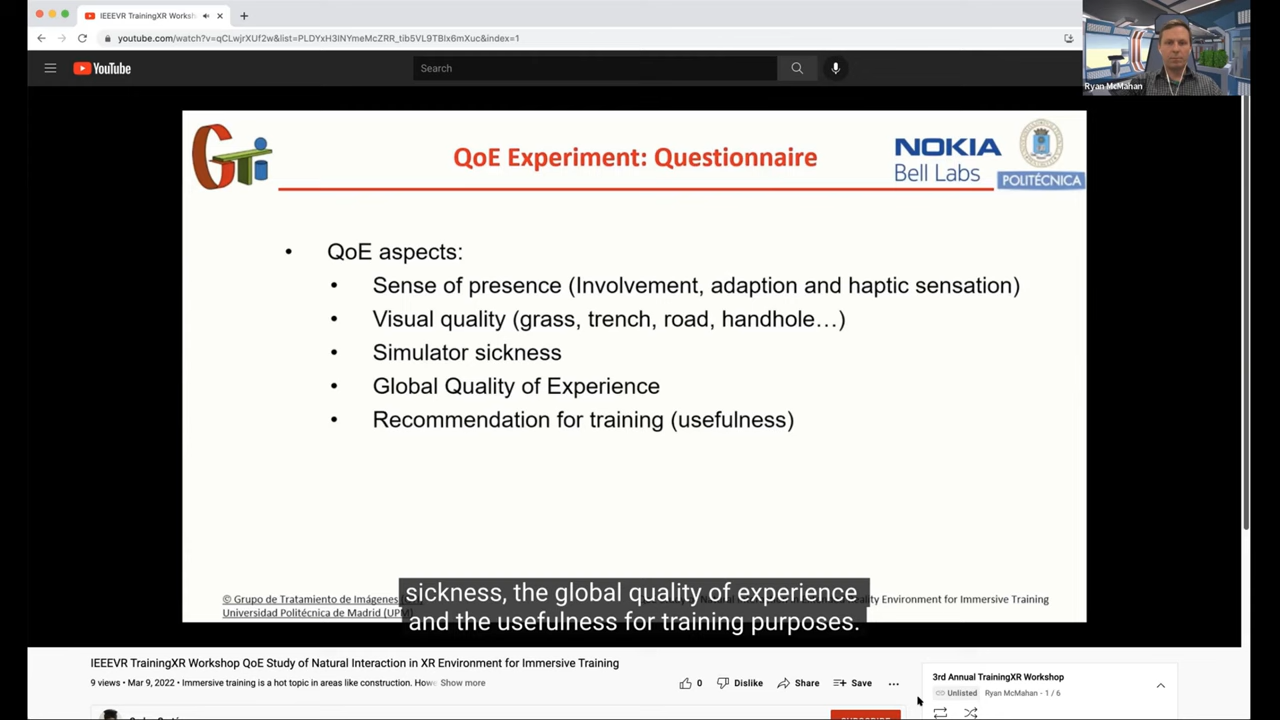 IEEEVR TrainingXR Worksh
youtube.com/watch?v=qCLwjrXUf2w&list=PLDYxH3INYmeMcZRR_tib5VL9TBlx6mXuc&index=1
Ryan McMahan
YouTube
Search
GTi
QoE Experiment: Questionnaire
NOKIA
Bell Labs
POLITÉCNICA
• QoE aspects:
• Sense of presence (Involvement, adaption and haptic sensation)
• Visual quality (grass, trench, road, handhole…)
• Simulator sickness
• Global Quality of Experience
• Recommendation for training (usefulness)
sickness, the global quality of experience
and the usefulness for training purposes.
© Grupo de Tratamiento de Imágenes
Universidad Politécnica de Madrid (UPM)
Environment for Immersive Training
IEEEVR TrainingXR Workshop QoE Study of Natural Interaction in XR Environment for Immersive Training
9 views • Mar 9, 2022 • Immersive training is a hot topic in areas like construction. Howe Show more
0 Dislike Share Save
3rd Annual TrainingXR Workshop
Unlisted Ryan McMahan - 1 / 6